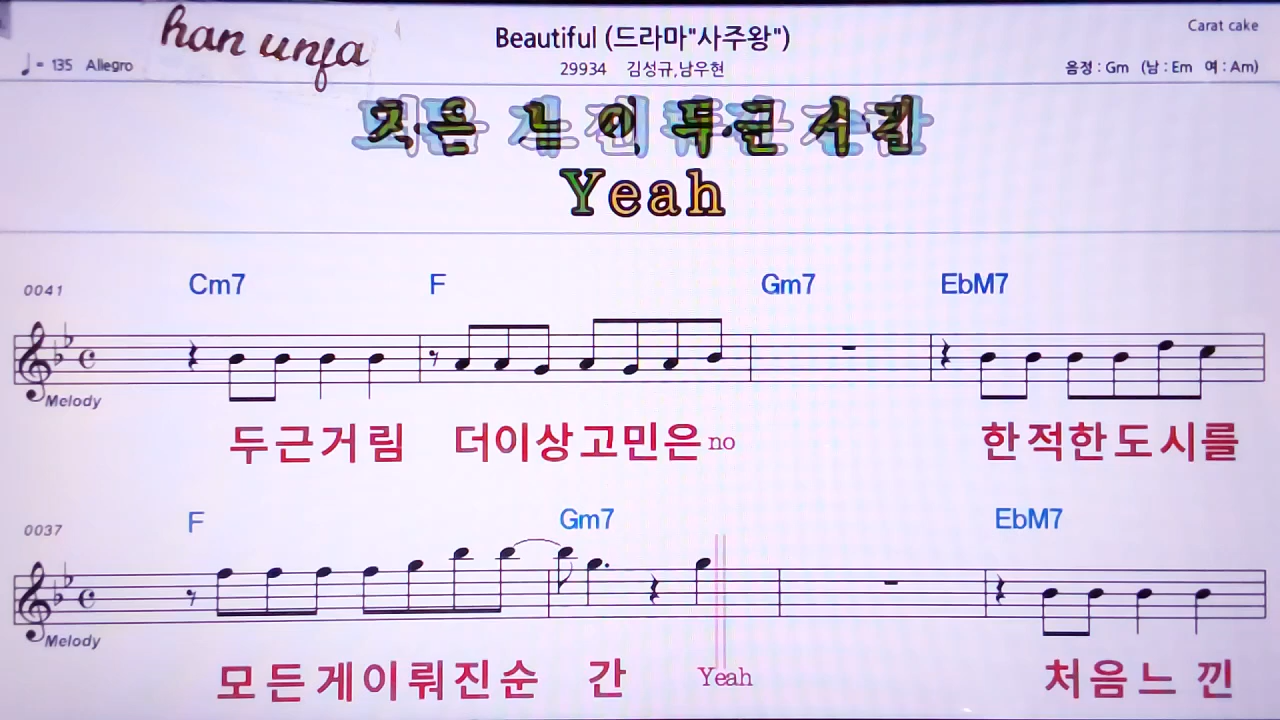 han unja
Beautiful (드라마"사주왕")
Carat cake
♩ = 135 Allegro
29934 김성규,남우현
음정 : Gm (남 : Em 여 : Am)
Yeah
0041
Cm7 F Gm7 EbM7
Melody
두근거림 더이상고민은 no 한적한도시를
0037
F Gm7 EbM7
Melody
모든게이뤄진순 간 Yeah 처음느 낀